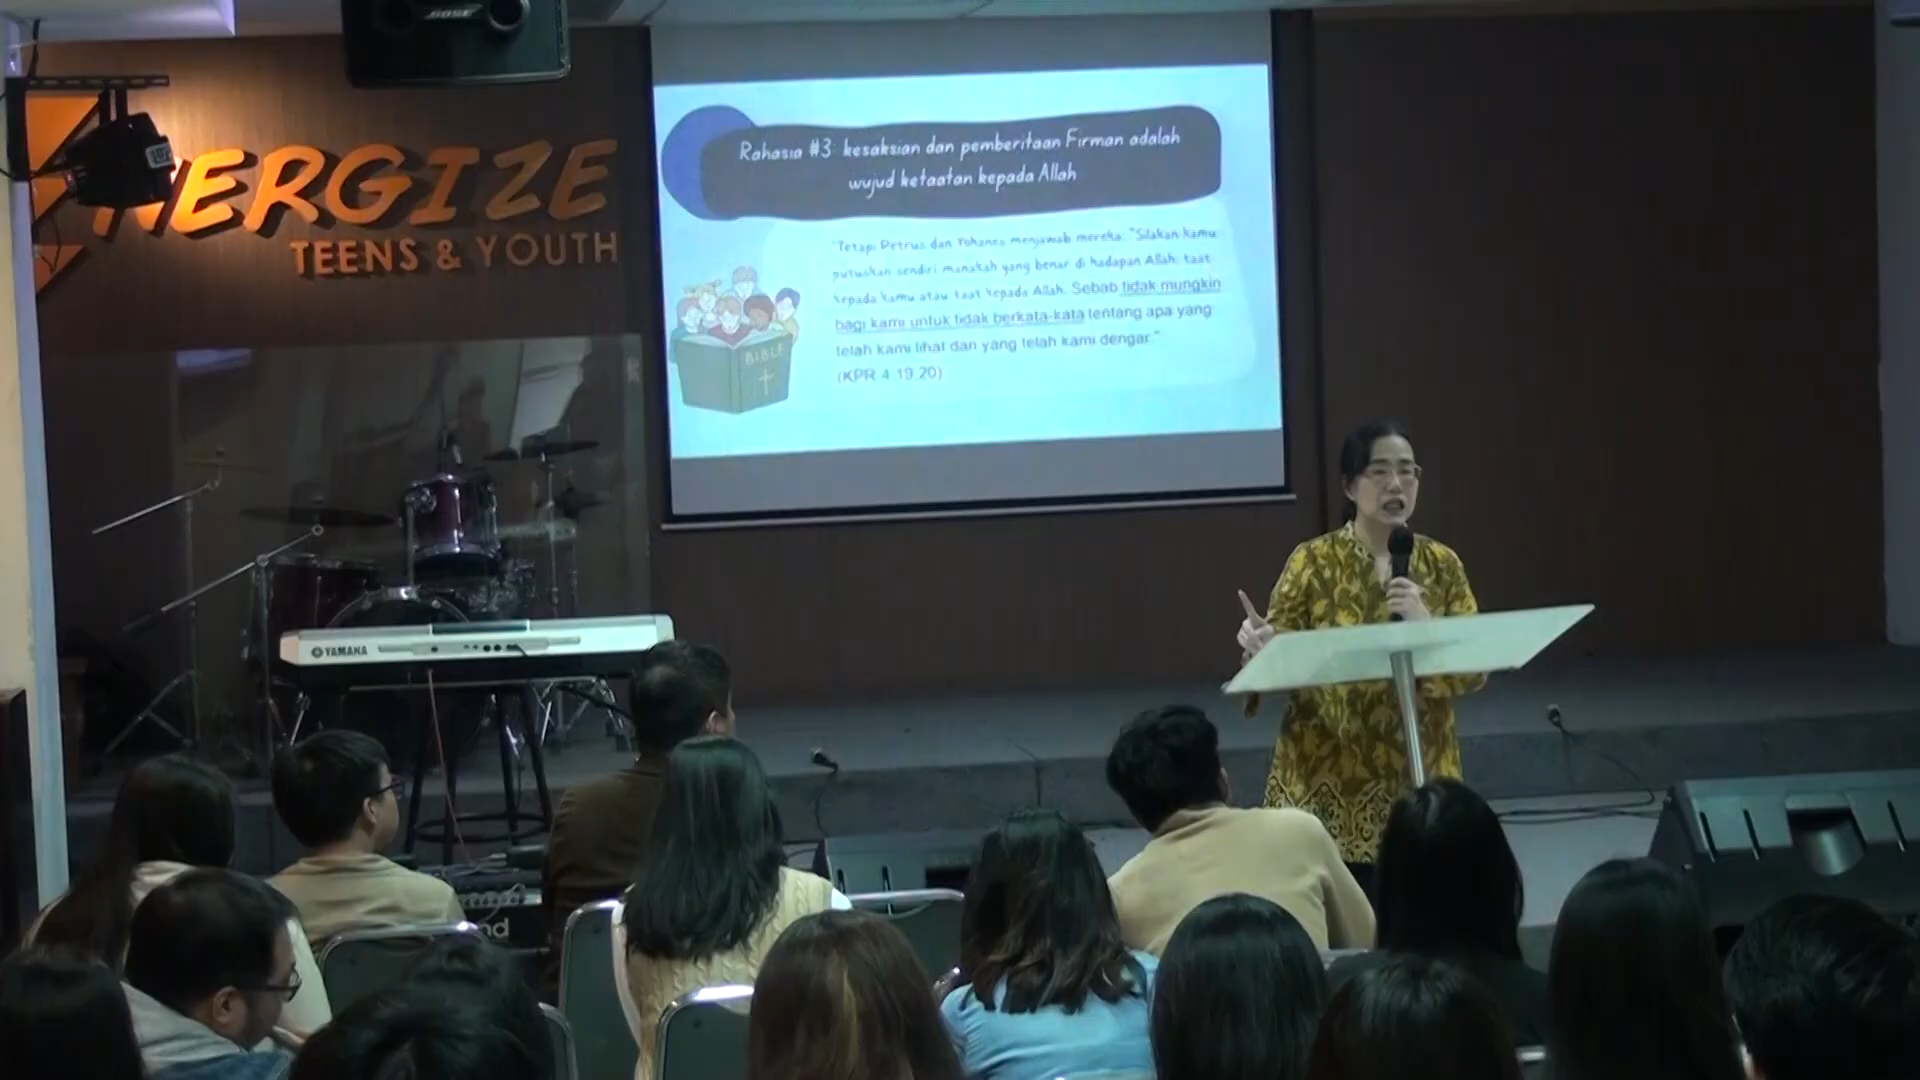 BOSE
NERGIZE
TEENS & YOUTH
Rahasia #3: kesaksian dan pemberitaan Firman adalah
wujud ketaatan kepada Allah
"Tetapi Petrus dan Yohanes menjawab mereka: "Silakan kamu
putuskan sendiri manakah yang benar di hadapan Allah: taat
kepada kamu atau taat kepada Allah. Sebab tidak mungkin
bagi kami untuk tidak berkata-kata tentang apa yang
telah kami lihat dan yang telah kami dengar."
(KPR 4:19,20)
BIBLE
YAMAHA